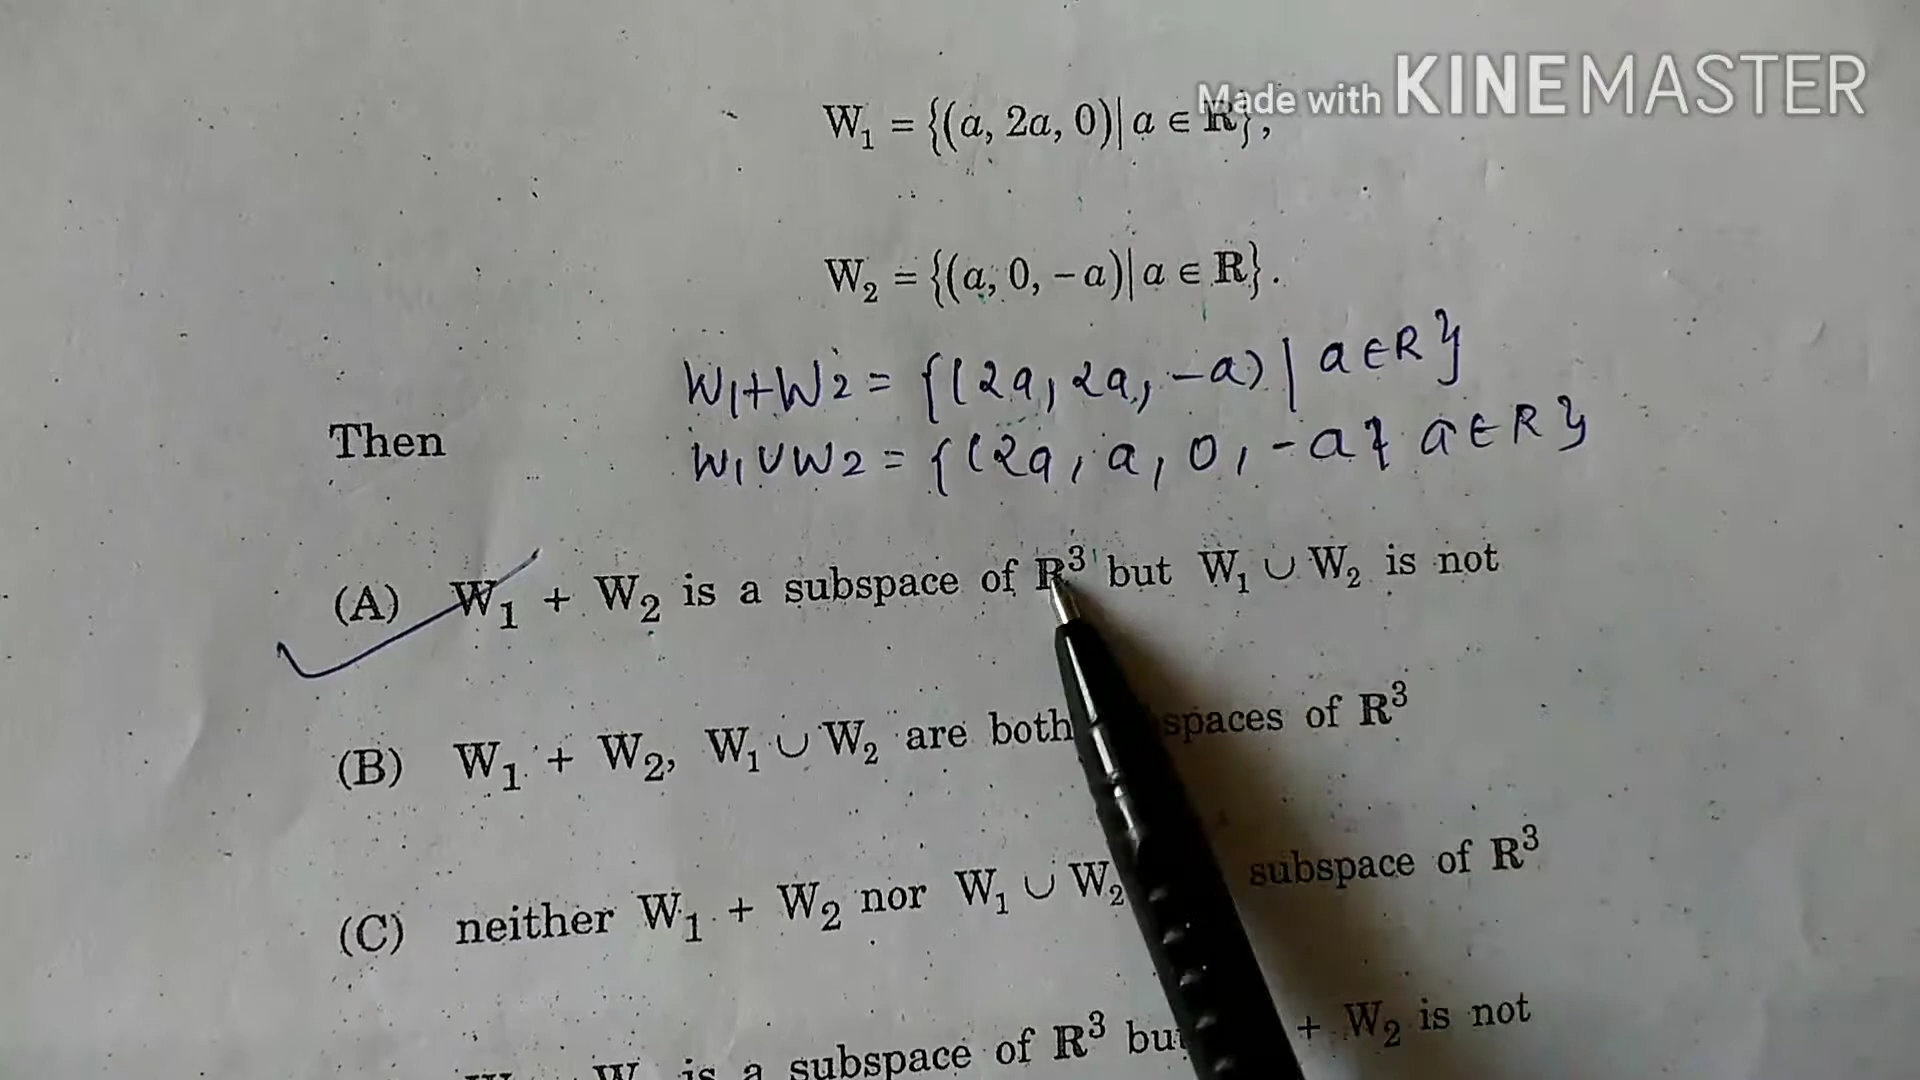 Made with KINEMASTER
W₁ = {(a, 2a, 0)| a ∈ R},
W₂ = {(a, 0, −a)| a ∈ R}.
W₁+W₂ = {(2a, 2a, −a) | a ∈ R}
Then
W₁∪W₂ = {(2a, a, 0, −a} a ∈ R}
(A) W₁ + W₂ is a subspace of R³ but W₁ ∪ W₂ is not
(B) W₁ + W₂, W₁ ∪ W₂ are both spaces of R³
(C) neither W₁ + W₂ nor W₁ ∪ W₂ subspace of R³
is a subspace of R³ but + W₂ is not